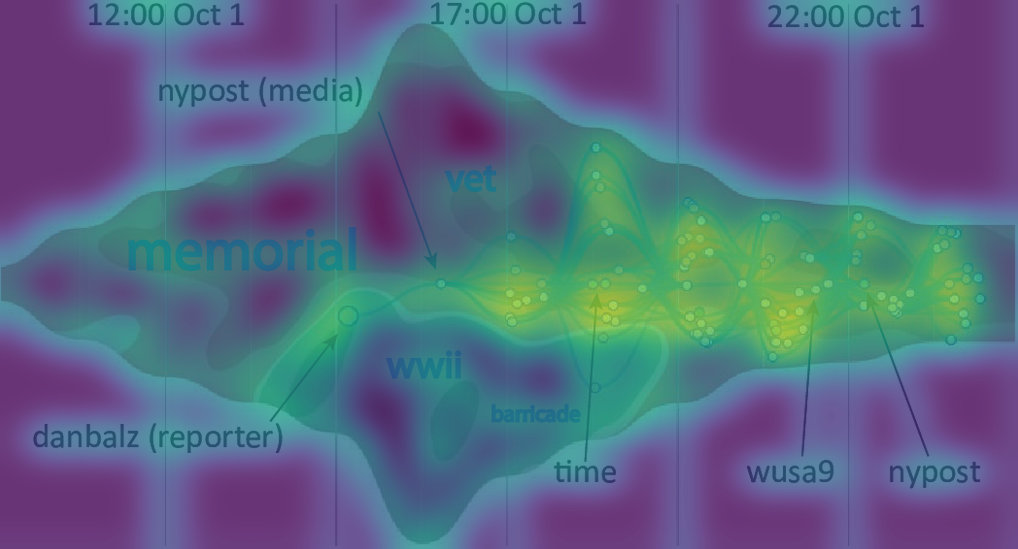 12:00 Oct 1
17:00 Oct 1
22:00 Oct 1
nypost (media)
vet
memorial
wwii
barricade
danbalz (reporter)
time
wusa9
nypost